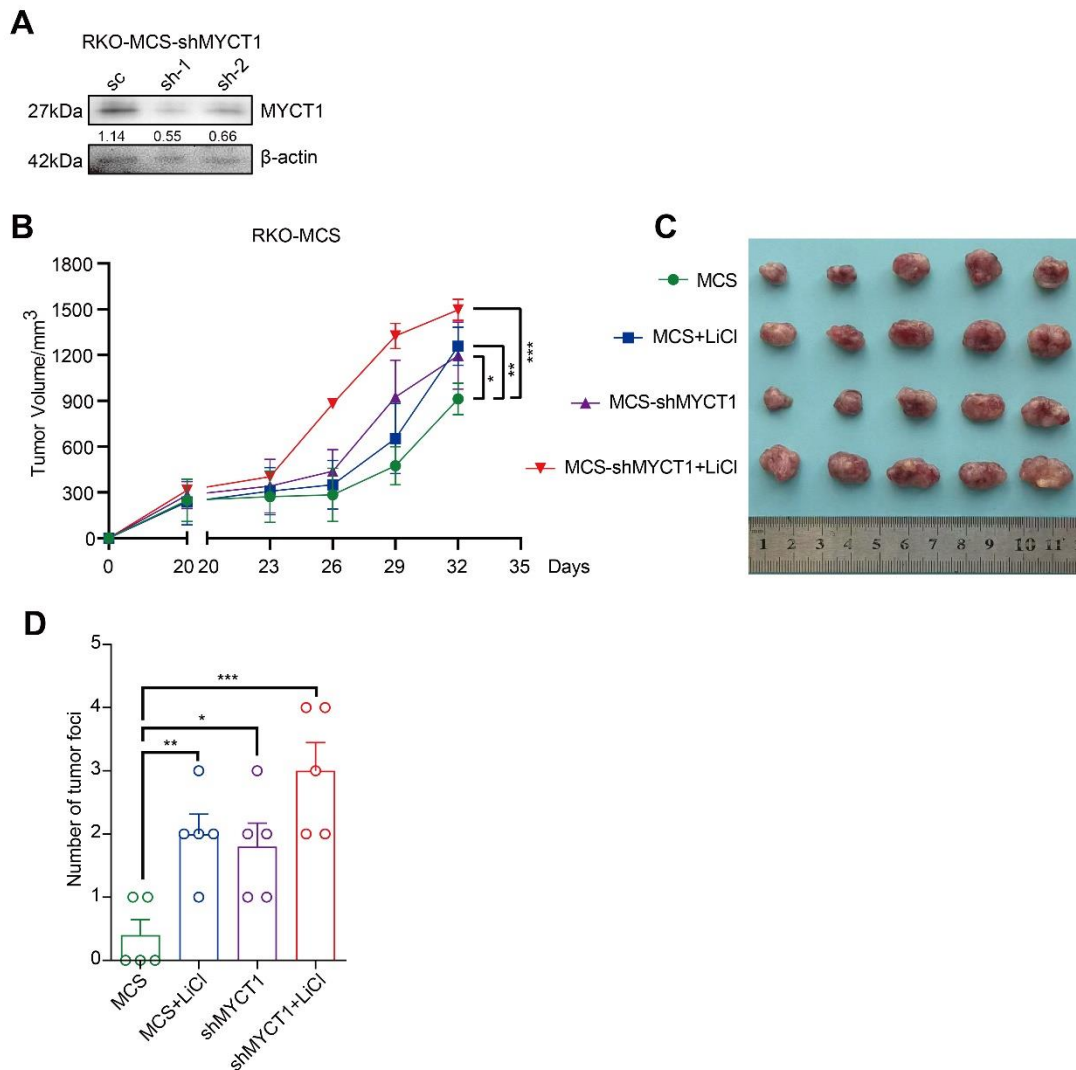 A
RKO-MCS-shMYCT1
sc sh-1 sh-2
27kDa MYCT1
1.14 0.55 0.66
42kDa β-actin
B
RKO-MCS
Tumor Volume/mm3
1800
1500
1200
900
600
300
0
0 20 20 23 26 29 32 35 Days
* ** ***
C
MCS
MCS+LiCl
MCS-shMYCT1
MCS-shMYCT1+LiCl
1 2 3 4 5 6 7 8 9 10 11
D
Number of tumor foci
5
4
3
2
1
0
***
*
**
MCS MCS+LiCl shMYCT1 shMYCT1+LiCl